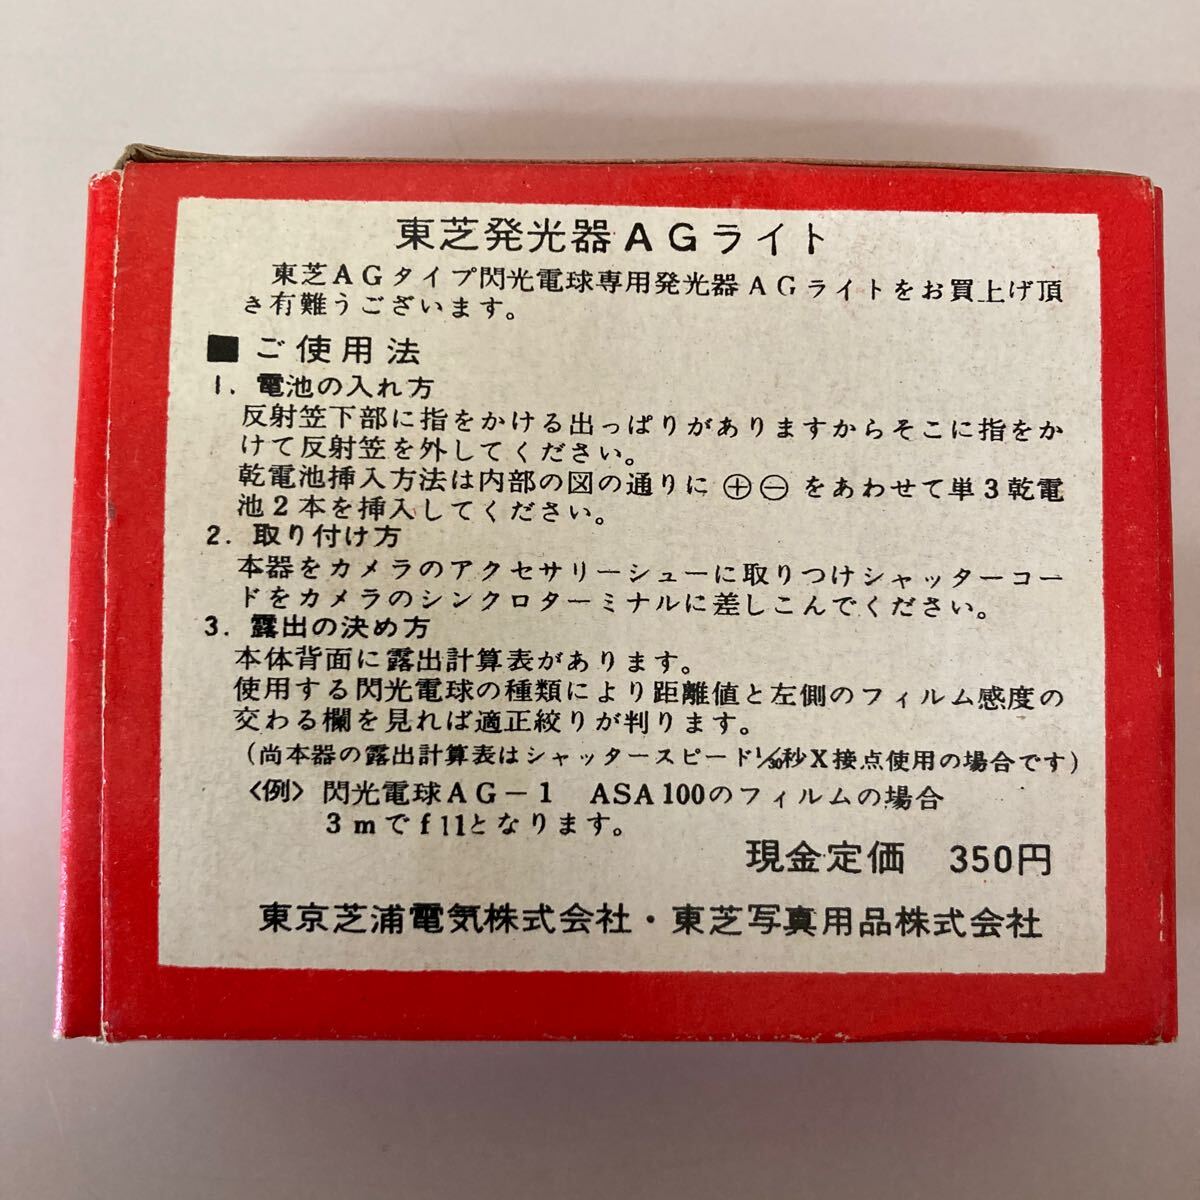 東芝発光器AGライト
東芝AGタイプ閃光電球専用発光器AGライトをお買上げ頂
き有難うございます。
■ご使用法
1. 電池の入れ方
反射笠下部に指をかける出っぱりがありますからそこに指をか
けて反射笠を外してください。
乾電池挿入方法は内部の図の通りに⊕⊖をあわせて単3乾電
池2本を挿入してください。
2. 取り付け方
本器をカメラのアクセサリーシューに取りつけシャッターコー
ドをカメラのシンクロターミナルに差しこんでください。
3. 露出の決め方
本体背面に露出計算表があります。
使用する閃光電球の種類により距離値と左側のフィルム感度の
交わる欄を見れば適正絞りが判ります。
(尚本器の露出計算表はシャッタースピード1/30秒X接点使用の場合です)
〈例〉 閃光電球AG-1 ASA100のフィルムの場合
3mでf11となります。
現金定価 350円
東京芝浦電気株式会社・東芝写真用品株式会社